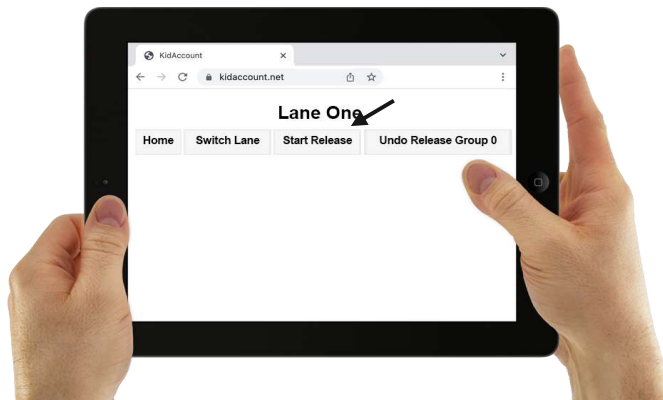 KidAccount
kidaccount.net
Lane One
Home Switch Lane Start Release Undo Release Group 0